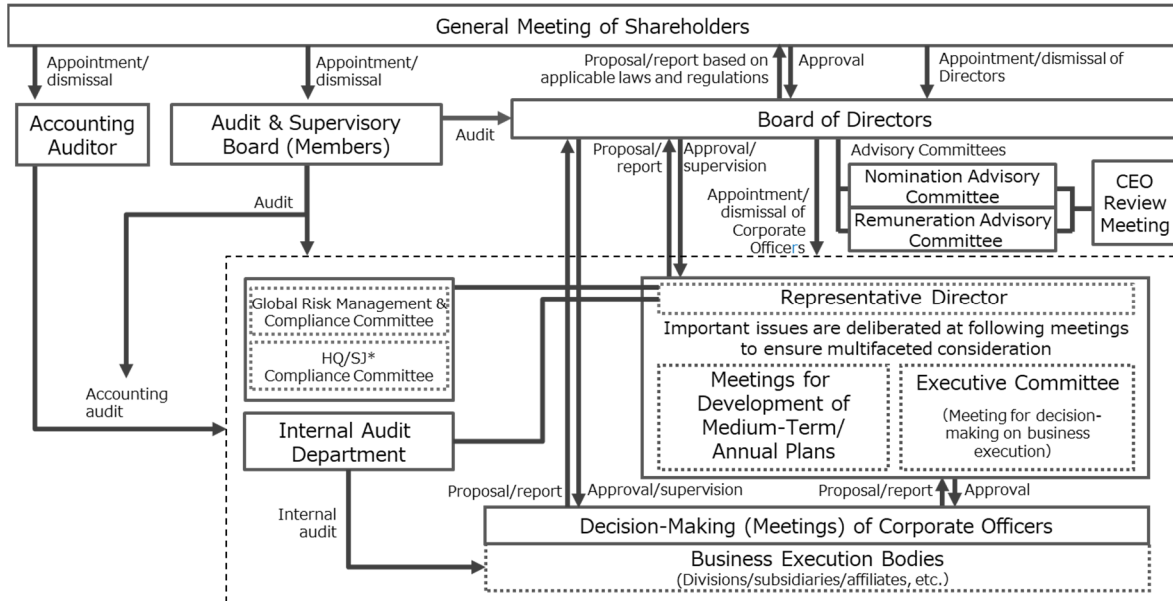 General Meeting of Shareholders
Appointment/
dismissal
Appointment/
dismissal
Proposal/report based on
applicable laws and regulations
Approval
Appointment/dismissal of
Directors
Accounting
Auditor
Audit & Supervisory
Board (Members)
Audit
Board of Directors
Proposal/
report
Approval/
supervision
Advisory Committees
Nomination Advisory
Committee
Remuneration Advisory
Committee
CEO
Review
Meeting
Appointment/
dismissal of
Corporate
Officers
Audit
Global Risk Management &
Compliance Committee
HQ/SJ*
Compliance Committee
Representative Director
Important issues are deliberated at following meetings
to ensure multifaceted consideration
Meetings for
Development of
Medium-Term/
Annual Plans
Executive Committee
(Meeting for decision-
making on business
execution)
Accounting
audit
Internal Audit
Department
Proposal/report
Approval/supervision
Proposal/report
Approval
Internal
audit
Decision-Making (Meetings) of Corporate Officers
Business Execution Bodies
(Divisions/subsidiaries/affiliates, etc.)